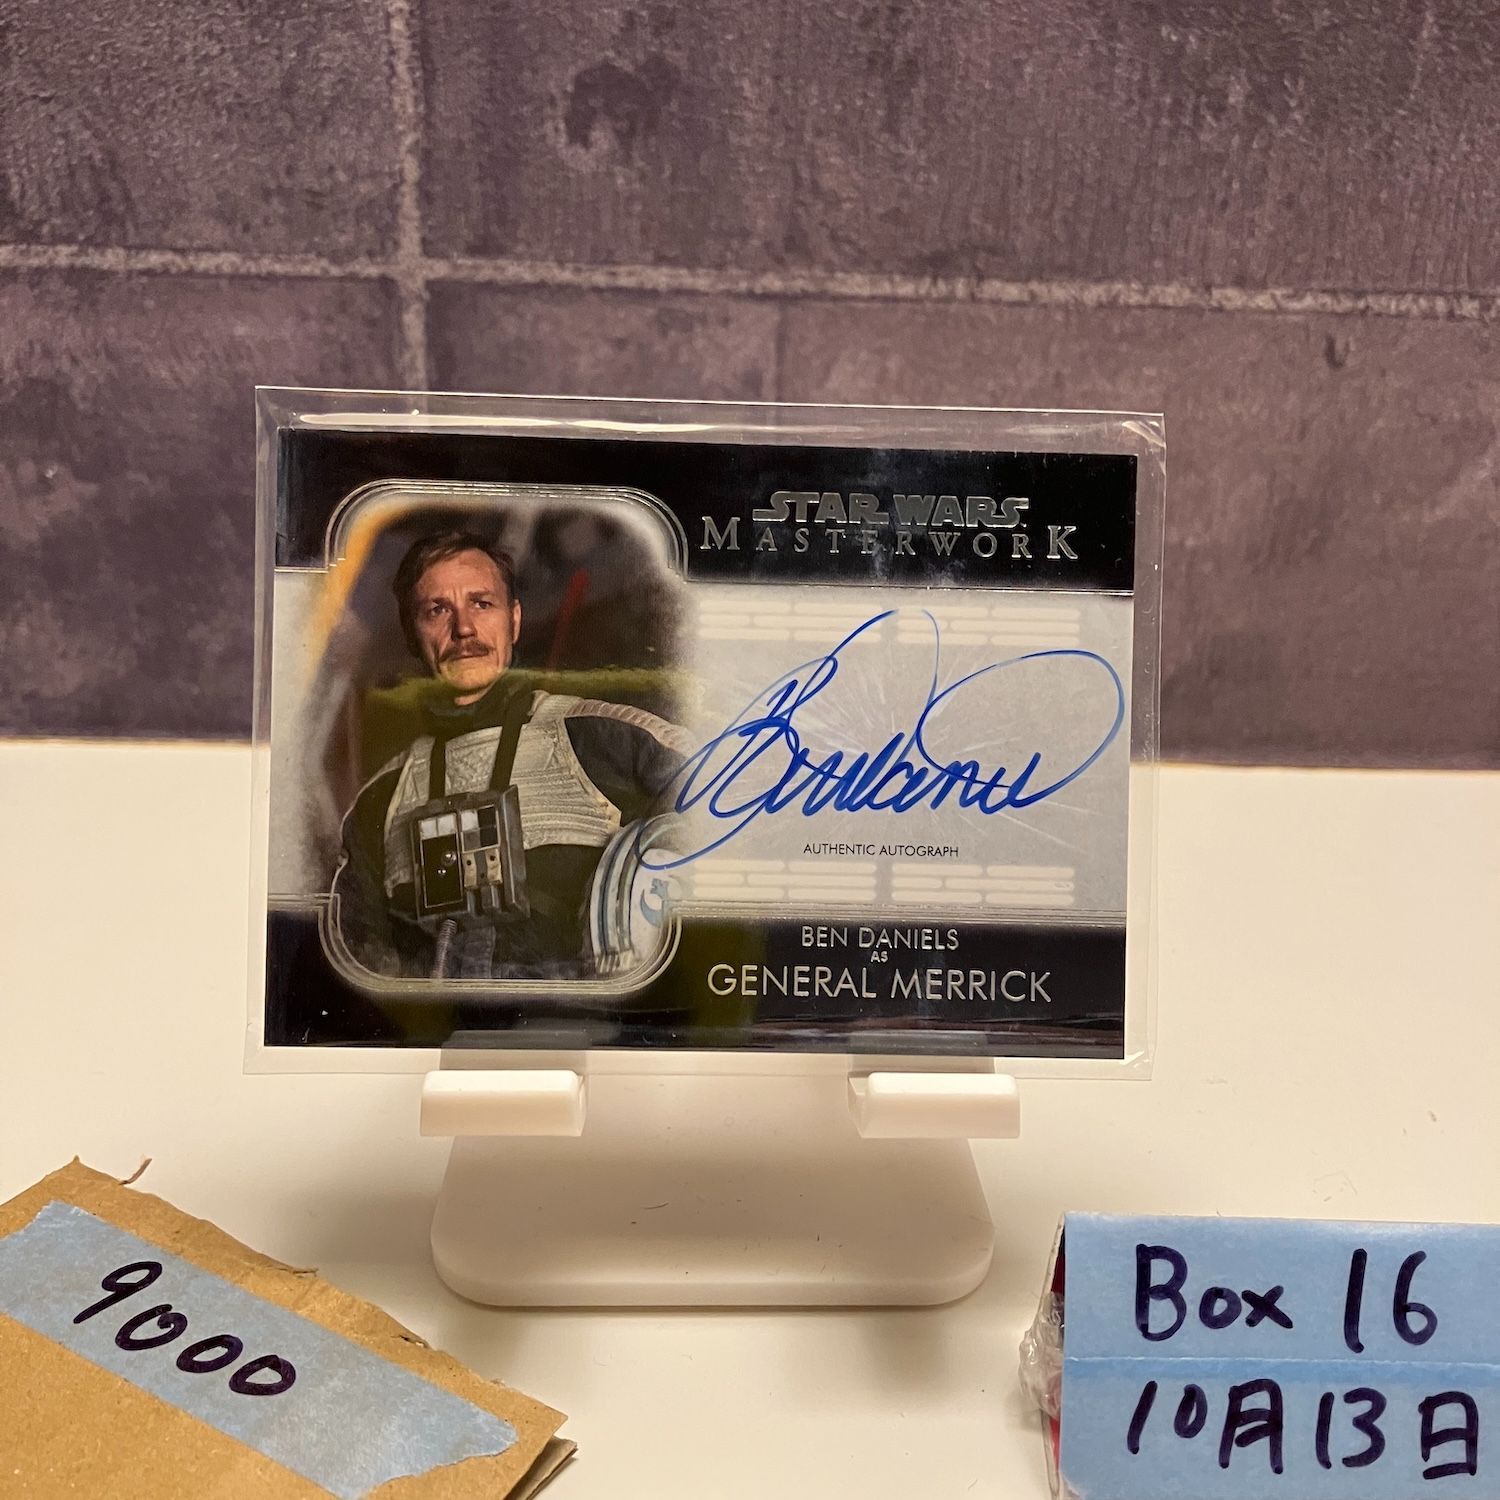 STAR WARS
MASTERWORK
AUTHENTIC AUTOGRAPH
BEN DANIELS
AS
GENERAL MERRICK
9000
Box 16
10月13日